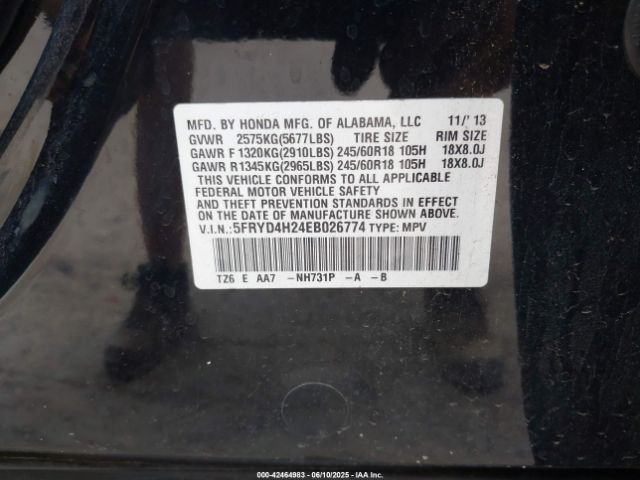 MFD. BY HONDA MFG. OF ALABAMA, LLC 11/'13
GVWR 2575KG(5677LBS) TIRE SIZE RIM SIZE
GAWR F 1320KG(2910LBS) 245/60R18 105H 18X8.0J
GAWR R1345KG(2965LBS) 245/60R18 105H 18X8.0J
THIS VEHICLE CONFORMS TO ALL APPLICABLE
FEDERAL MOTOR VEHICLE SAFETY
AND THEFT PREVENTION STANDARDS IN EFFECT
ON THE DATE OF MANUFACTURE SHOWN ABOVE.
V.I.N.:5FRYD4H24EB026774 TYPE: MPV
TZ6 E AA7 -NH731P -A -B
000-42464983 - 06/10/2025 - IAA Inc.